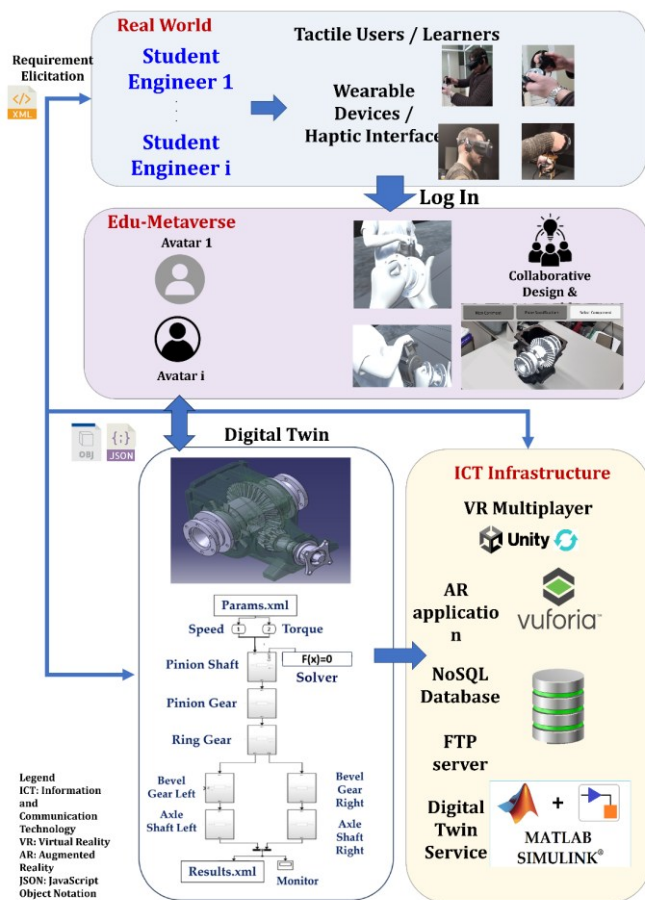 Real World
Requirement
Elicitation
XML
Student
Engineer 1
Student
Engineer i
Tactile Users / Learners
Wearable
Devices /
Haptic Interface
Log In
Edu-Metaverse
Avatar 1
Avatar i
Collaborative
Design &
OBJ
{;}
JSON
Digital Twin
Params.xml
Speed
1
2
Torque
Pinion Shaft
F(x)=0
Solver
Pinion Gear
Ring Gear
Bevel
Gear Left
Bevel
Gear
Right
Axle
Shaft Left
Axle
Shaft
Right
Results.xml
Monitor
ICT Infrastructure
VR Multiplayer
Unity
AR
applicatio
n
vuforia™
NoSQL
Database
FTP
server
Digital
Twin
Service
+
MATLAB
SIMULINK®
Legend
ICT: Information
and
Communication
Technology
VR: Virtual Reality
AR: Augmented
Reality
JSON: JavaScript
Object Notation